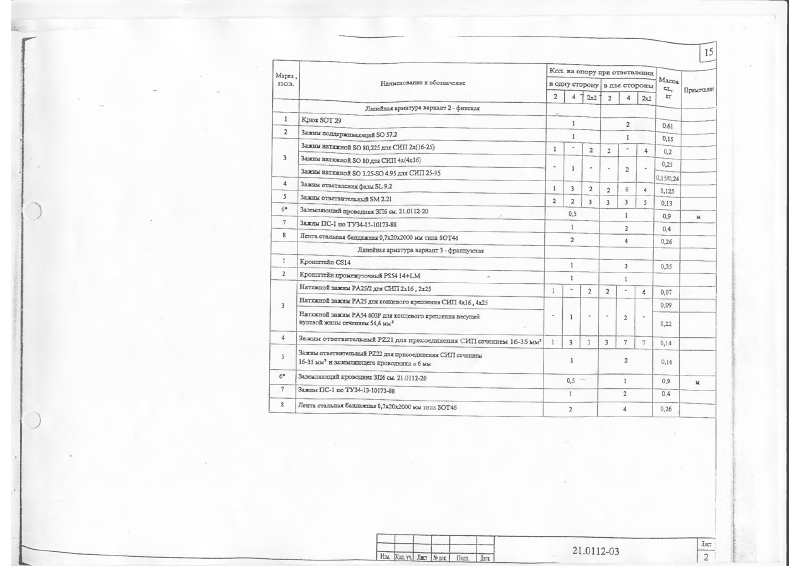 15
Марка, поз. | Наименование и обозначение | Кол. на опору при ответвлении | Масса ед., кг | Примечание
в одну сторону | в две стороны
2 | 4 | 2х2 | 2 | 4 | 2х2
Линейная арматура вариант 2 - финская
1 | Крюк SOT 29 | 1 | 2 | 0.61
2 | Зажим поддерживающий SO 57.2 | 1 | 1 | 0,15
3 | Зажим натяжной SO 80,225 для СИП 2х(16-25) | 1 | - | 2 | 2 | - | 4 | 0,2
Зажим натяжной SO 80 для СИП 4х(4х16) | - | 1 | - | - | 2 | - | 0,21
Зажим натяжной SO 3.25-SO 4.95 для СИП 25-95 | 0,15/0,24
4 | Зажим ответвления фазы SL 9.2 | 1 | 3 | 2 | 2 | 6 | 4 | 0,125
5 | Зажим ответвительный SM 2.21 | 2 | 2 | 3 | 3 | 3 | 5 | 0,13
6* | Заземляющий проводник ЗП6 см. 21.0112-20 | 0,5 | 1 | 0,9 | м
7 | Зажим ПС-1 по ТУ34-13-10173-88 | 1 | 2 | 0.4
8 | Лента стальная бандажная 0,7х20х2000 мм типа SOT46 | 2 | 4 | 0,26
Линейная арматура вариант 3 - французская
1 | Кронштейн CS14 | 1 | 2 | 0,25
2 | Кронштейн промежуточный PS54 14+LM | 1 | 1
3 | Натяжной зажим PA25/2 для СИП 2х16 , 2х25 | 1 | - | 2 | 2 | - | 4 | 0,07
Натяжной зажим PA25 для концевого крепления СИП 4х16 , 4х25 | - | 1 | - | - | 2 | - | 0,09
Натяжной зажим PA54 600P для концевого крепления несущей
нулевой жилы сечением 54,6 мм² | 0,22
4 | Зажим ответвительный PZ21 для присоединения СИП сечением 16-35 мм² | 1 | 3 | 3 | 3 | 7 | 7 | 0,14
5 | Зажим ответвительный PZ22 для присоединения СИП сечением
16-35 мм² и заземляющего проводника ø 6 мм | 1 | 2 | 0,14
6* | Заземляющий проводник ЗП6 см. 21.0112-20 | 0,5 | 1 | 0,9 | м
7 | Зажим ПС-1 по ТУ34-13-10173-88 | 1 | 2 | 0,4
8 | Лента стальная бандажная 0,7х20х2000 мм типа SOT46 | 2 | 4 | 0,26
21.0112-03
Лист
2
Изм. | Кол.уч. | Лист | № док | Подп. | Дата